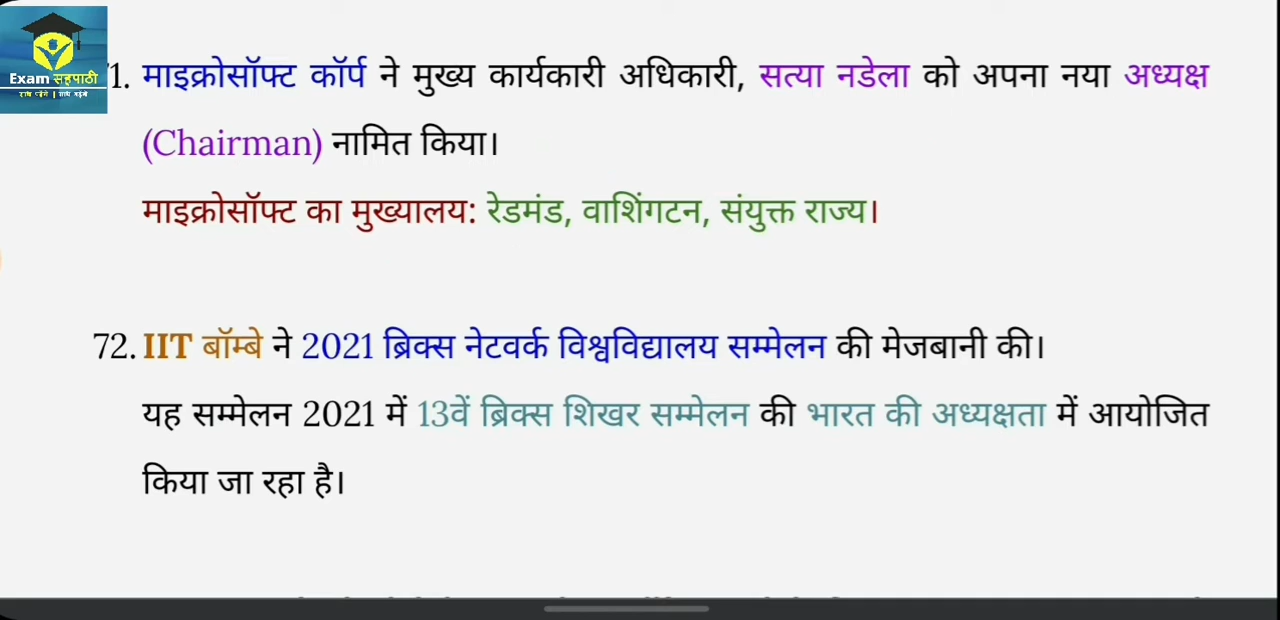 Exam सहपाठी
71. माइक्रोसॉफ्ट कॉर्प ने मुख्य कार्यकारी अधिकारी, सत्या नडेला को अपना नया अध्यक्ष
(Chairman) नामित किया।
माइक्रोसॉफ्ट का मुख्यालय: रेडमंड, वाशिंगटन, संयुक्त राज्य।
72. IIT बॉम्बे ने 2021 ब्रिक्स नेटवर्क विश्वविद्यालय सम्मेलन की मेजबानी की।
यह सम्मेलन 2021 में 13वें ब्रिक्स शिखर सम्मेलन की भारत की अध्यक्षता में आयोजित
किया जा रहा है।